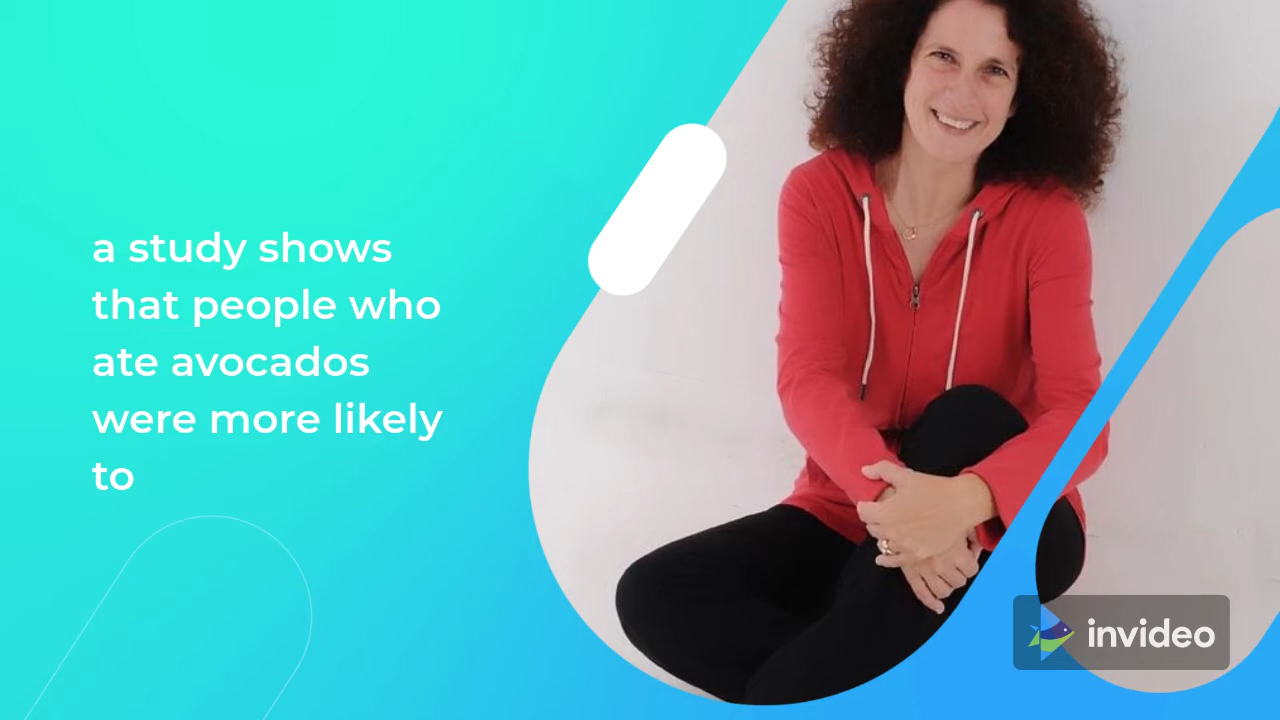 a study shows
that people who
ate avocados
were more likely
to
invideo